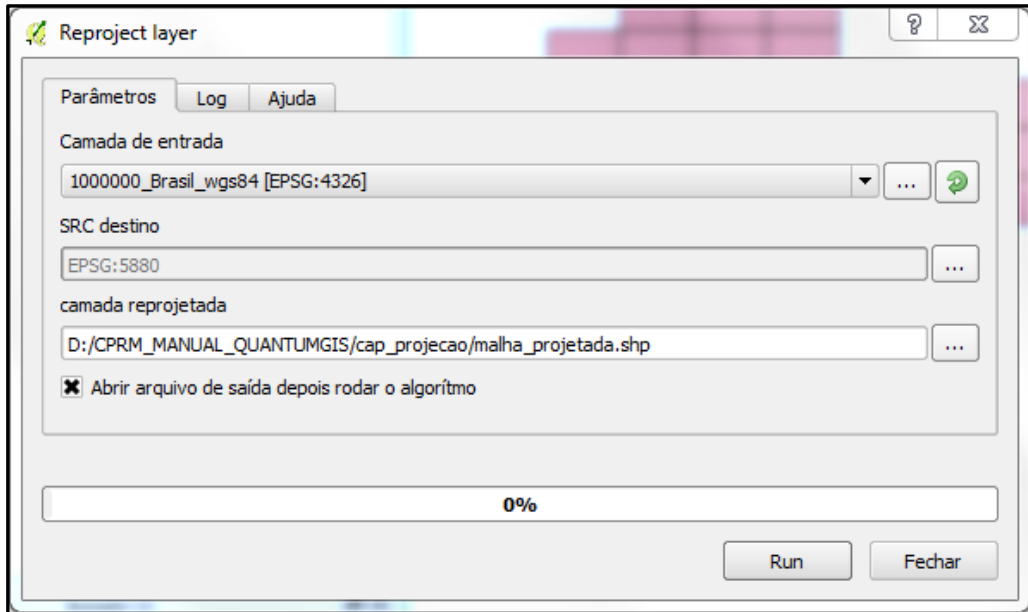 Reproject layer
Parâmetros Log Ajuda
Camada de entrada
1000000_Brasil_wgs84 [EPSG:4326] ...
SRC destino
EPSG:5880 ...
camada reprojetada
D:/CPRM_MANUAL_QUANTUMGIS/cap_projecao/malha_projetada.shp ...
Abrir arquivo de saída depois rodar o algorítmo
0%
Run Fechar